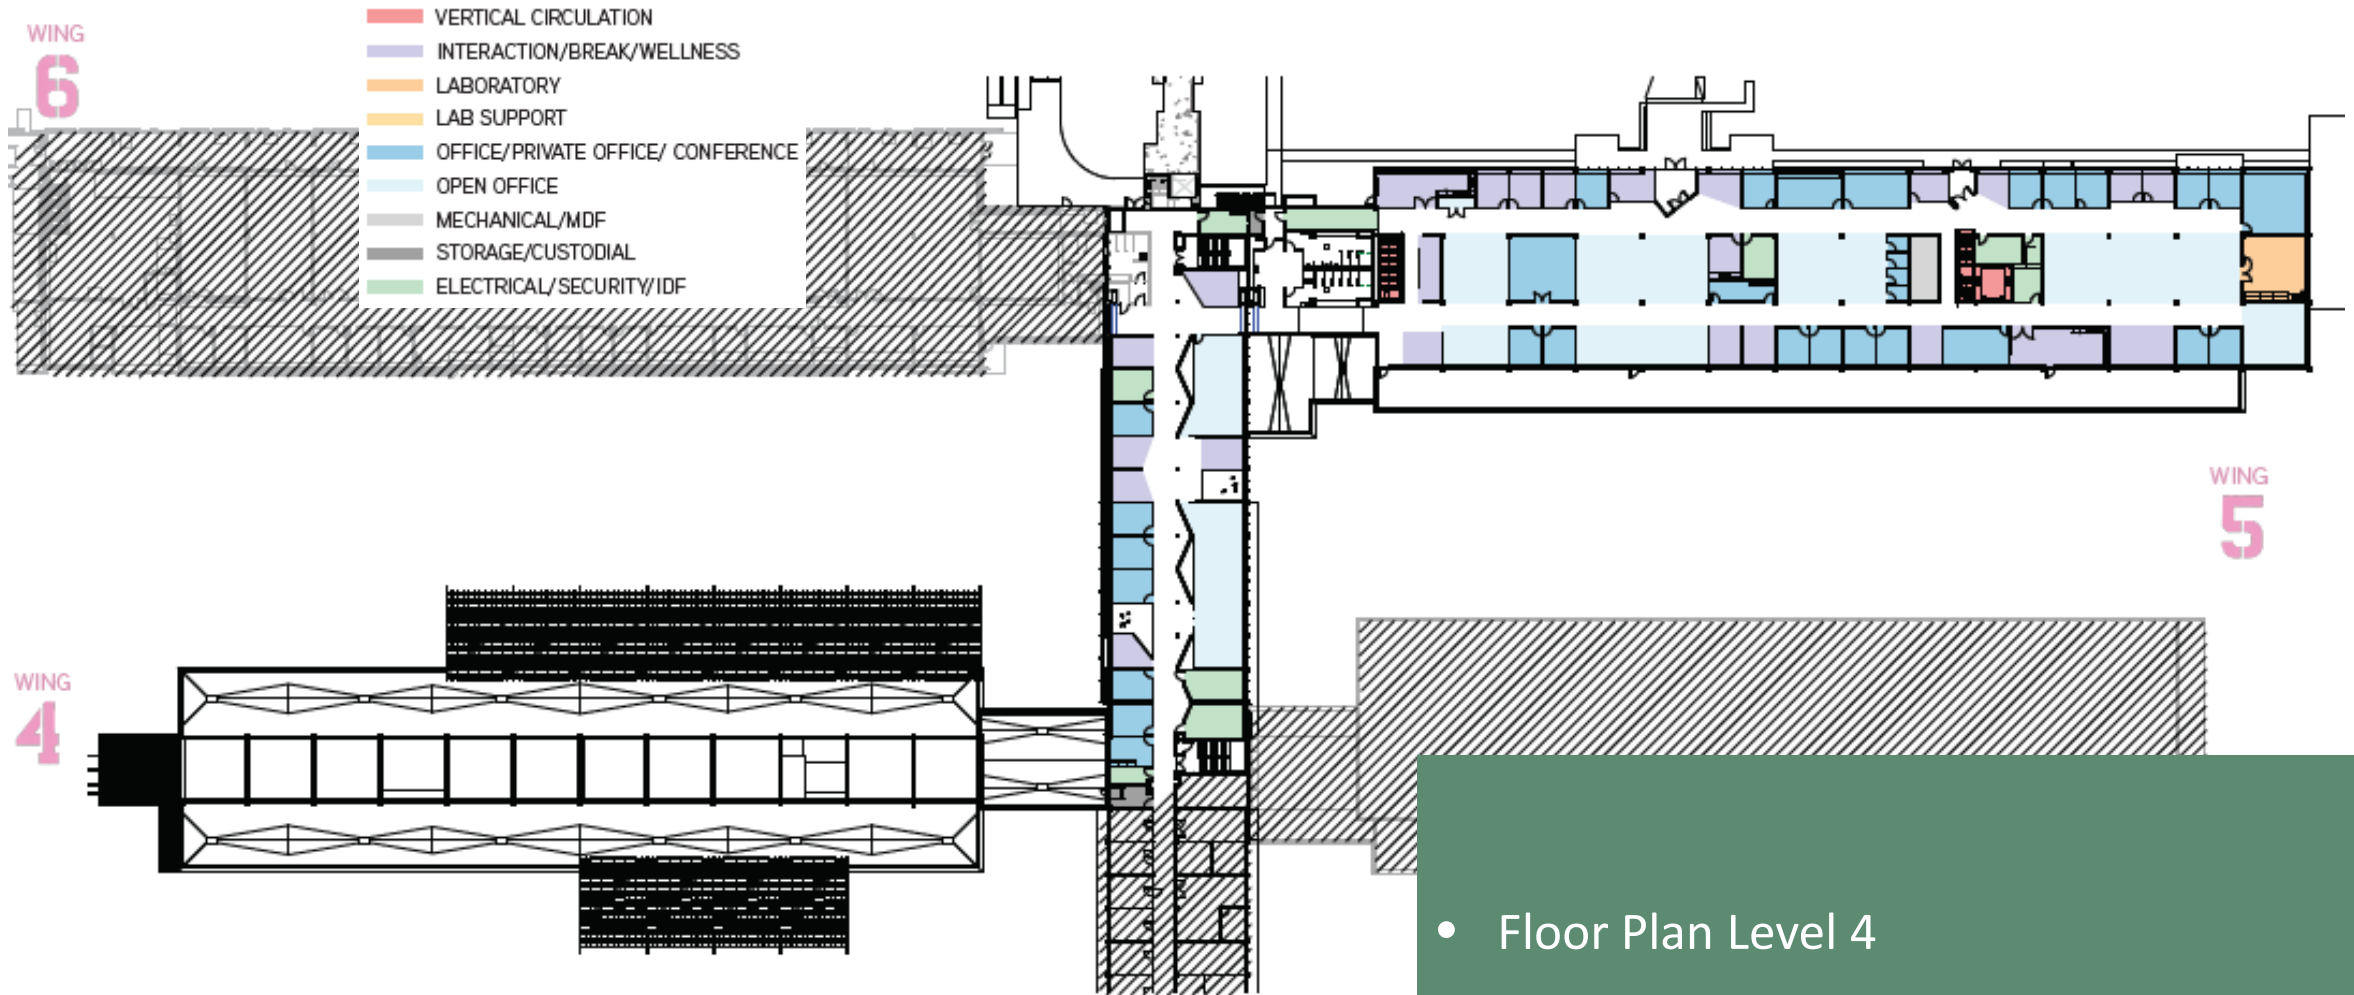 WING
6
VERTICAL CIRCULATION
INTERACTION/BREAK/WELLNESS
LABORATORY
LAB SUPPORT
OFFICE/PRIVATE OFFICE/ CONFERENCE
OPEN OFFICE
MECHANICAL/MDF
STORAGE/CUSTODIAL
ELECTRICAL/SECURITY/IDF
WING
5
WING
4
• Floor Plan Level 4